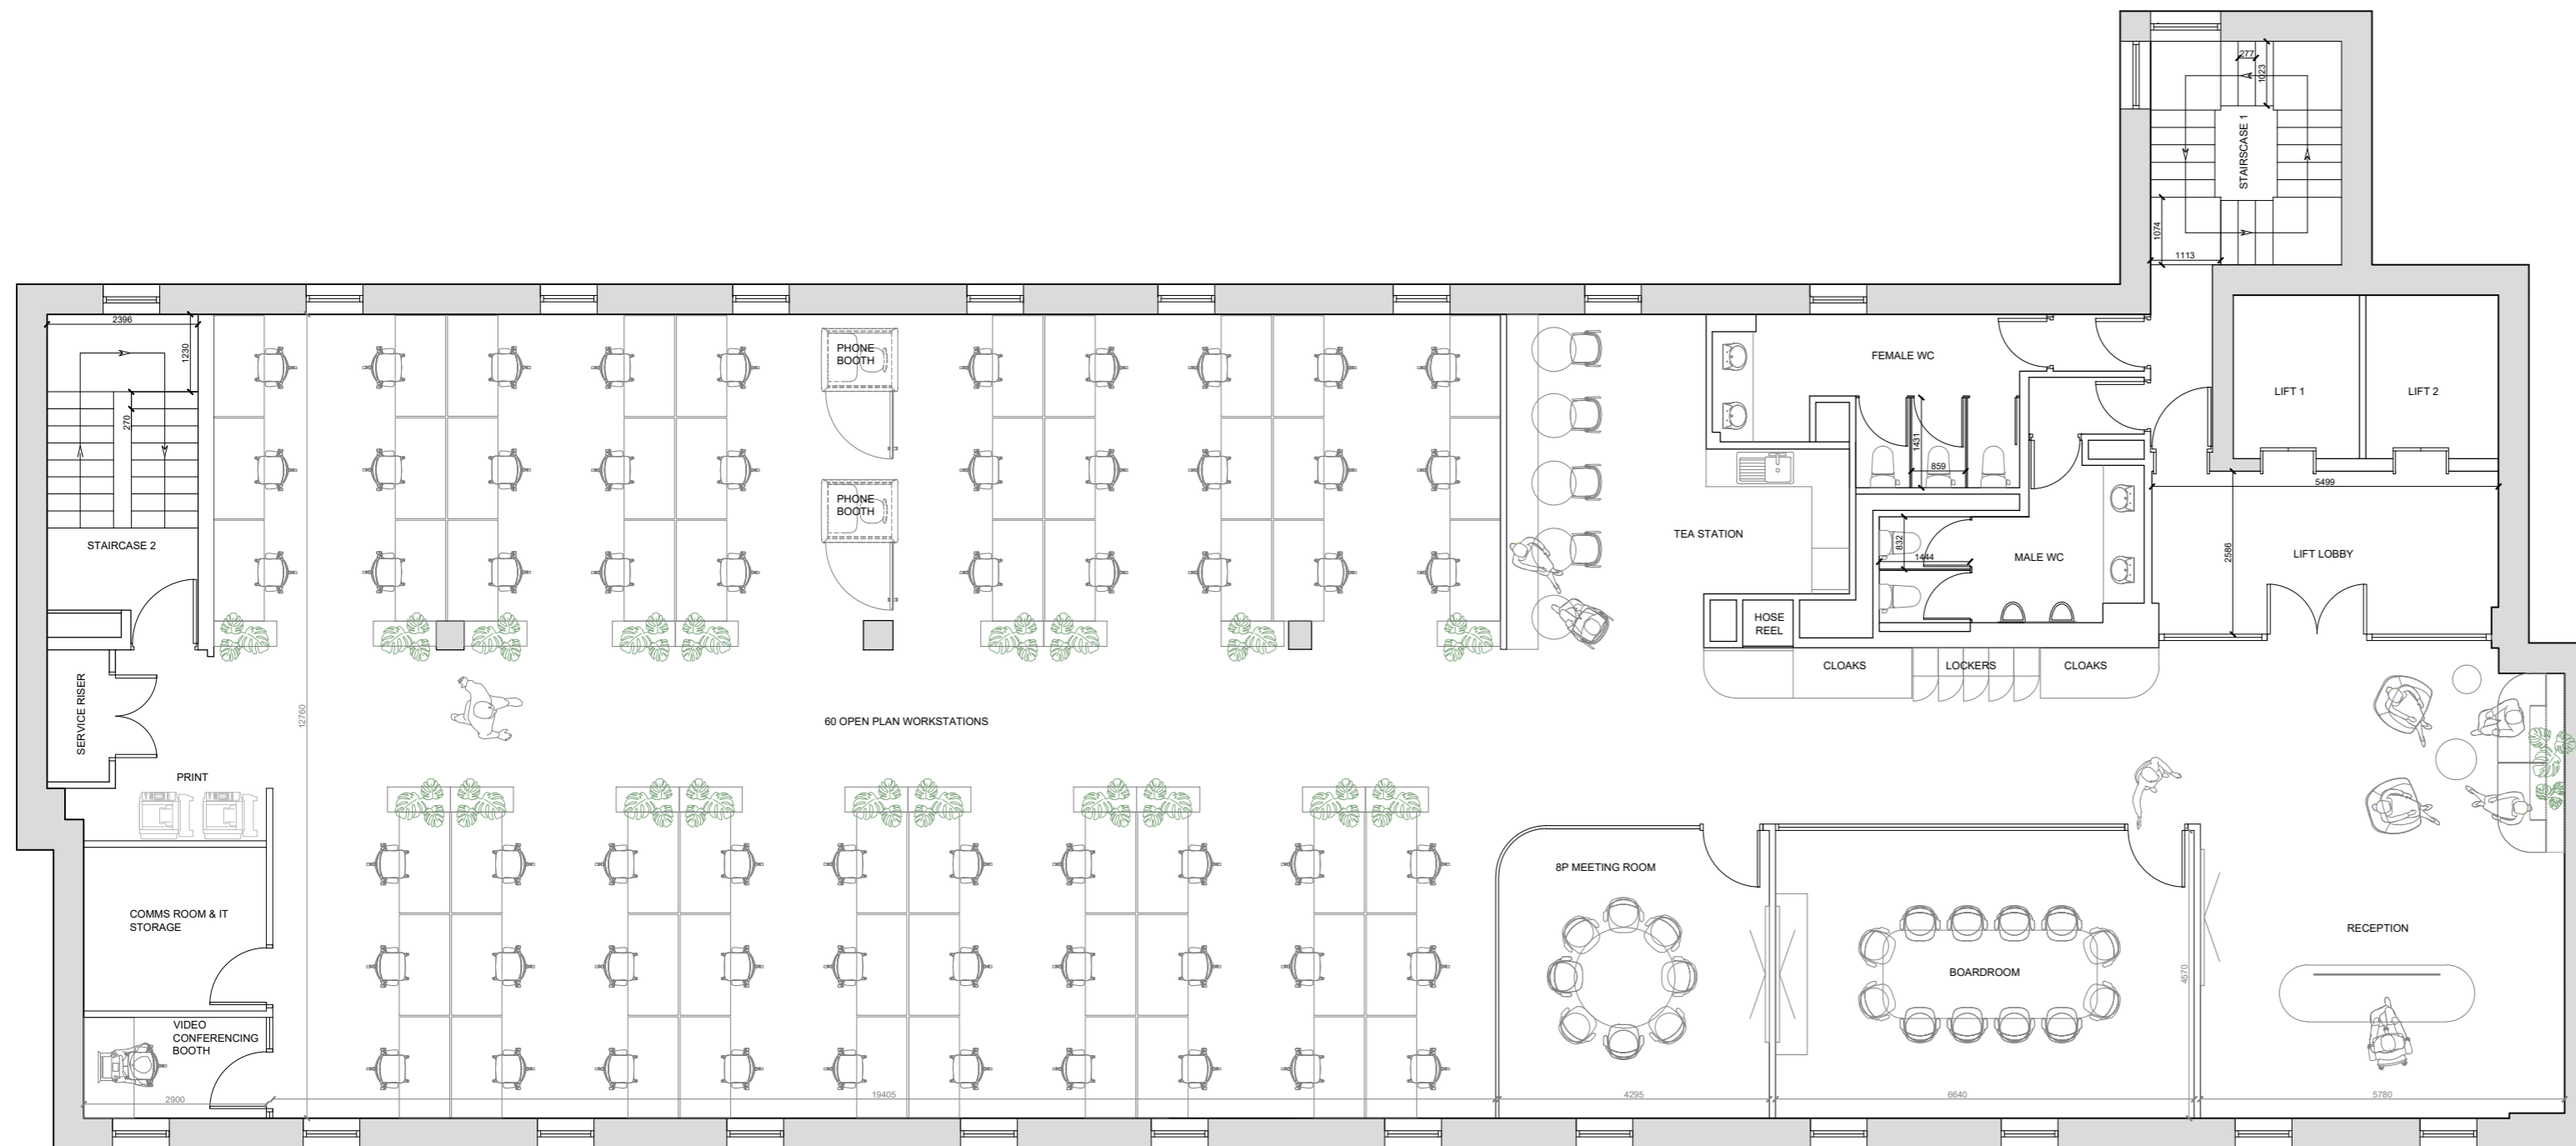 277
1023
STAIRSCASE 1
1074
1113
2396
1230
270
STAIRCASE 2
PHONE
BOOTH
PHONE
BOOTH
FEMALE WC
1431
859
LIFT 1
LIFT 2
5499
2586
LIFT LOBBY
TEA STATION
832
1444
MALE WC
HOSE
REEL
CLOAKS
LOCKERS
CLOAKS
SERVICE RISER
12760
60 OPEN PLAN WORKSTATIONS
PRINT
COMMS ROOM & IT
STORAGE
VIDEO
CONFERENCING
BOOTH
8P MEETING ROOM
BOARDROOM
4570
RECEPTION
2900
19405
4295
6640
5780